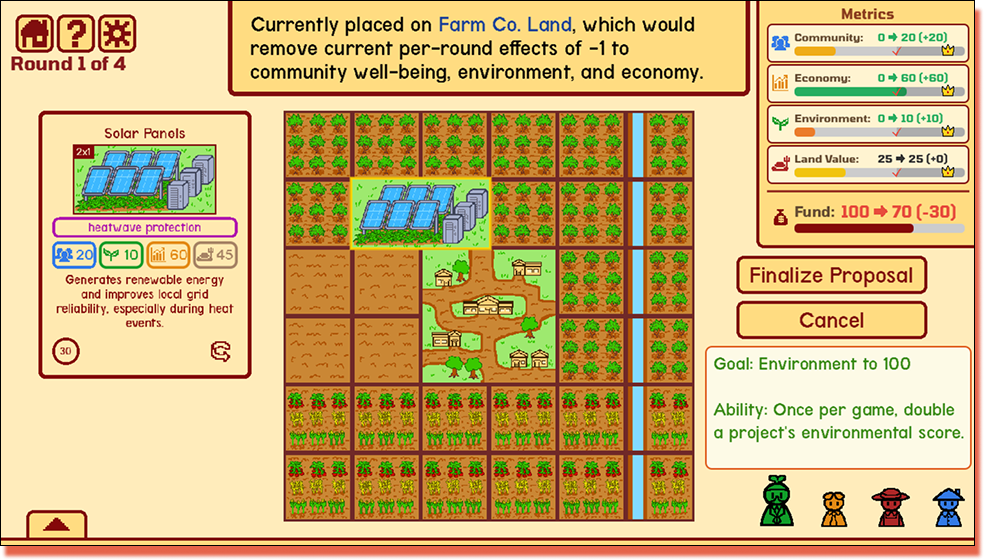 Round 1 of 4
Currently placed on Farm Co. Land, which would
remove current per-round effects of -1 to
community well-being, environment, and economy.
Metrics
Community: 0 ➔ 20 (+20)
Economy: 0 ➔ 60 (+60)
Environment: 0 ➔ 10 (+10)
Land Value: 25 ➔ 25 (+0)
Fund: 100 ➔ 70 (-30)
Solar Panels
2x1
heatwave protection
20 10 60 45
Generates renewable energy
and improves local grid
reliability, especially during heat
events.
30
Finalize Proposal
Cancel
Goal: Environment to 100
Ability: Once per game, double
a project's environmental score.